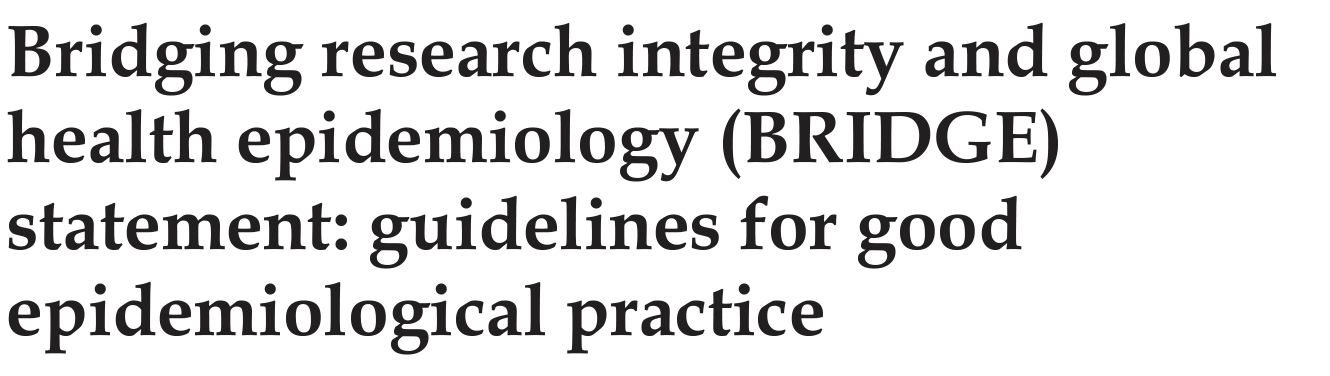 Bridging research integrity and global
health epidemiology (BRIDGE)
statement: guidelines for good
epidemiological practice